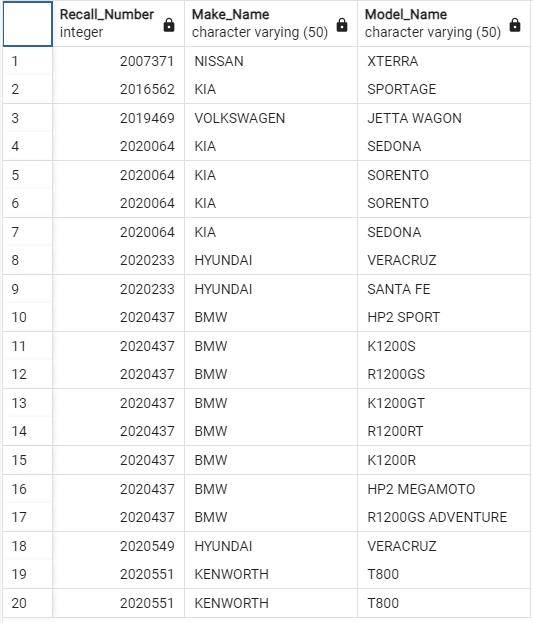 Recall_Number Make_Name Model_Name
integer character varying (50) character varying (50)
1 2007371 NISSAN XTERRA
2 2016562 KIA SPORTAGE
3 2019469 VOLKSWAGEN JETTA WAGON
4 2020064 KIA SEDONA
5 2020064 KIA SORENTO
6 2020064 KIA SORENTO
7 2020064 KIA SEDONA
8 2020233 HYUNDAI VERACRUZ
9 2020233 HYUNDAI SANTA FE
10 2020437 BMW HP2 SPORT
11 2020437 BMW K1200S
12 2020437 BMW R1200GS
13 2020437 BMW K1200GT
14 2020437 BMW R1200RT
15 2020437 BMW K1200R
16 2020437 BMW HP2 MEGAMOTO
17 2020437 BMW R1200GS ADVENTURE
18 2020549 HYUNDAI VERACRUZ
19 2020551 KENWORTH T800
20 2020551 KENWORTH T800